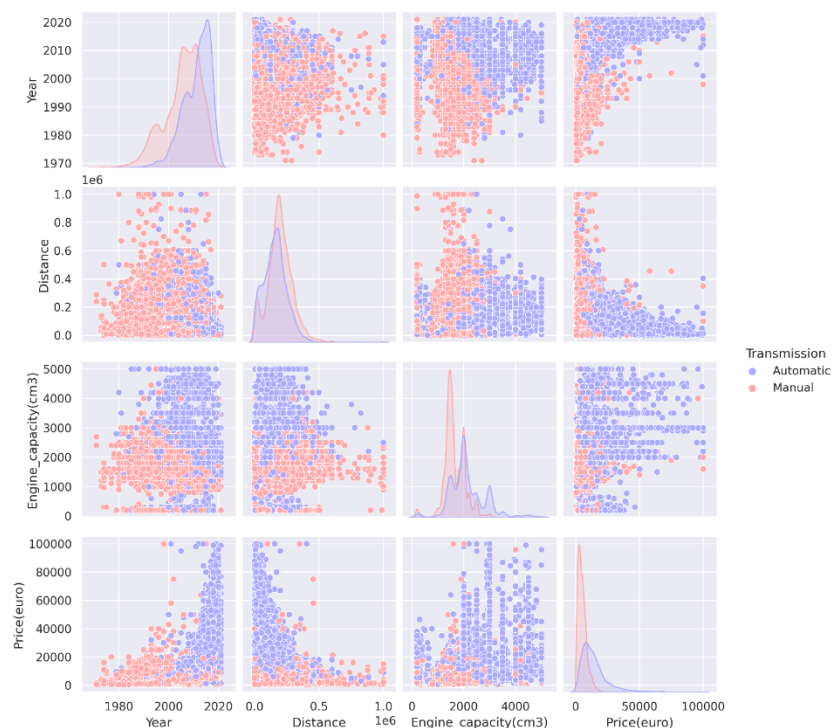 2020
2010
2000
1990
1980
1970
Year
1e6
1.0
0.8
0.6
0.4
0.2
0.0
Distance
5000
4000
3000
2000
1000
0
Engine_capacity(cm3)
Transmission
Automatic
Manual
100000
80000
60000
40000
20000
0
Price(euro)
1980 2000 2020
Year
0.0 0.5 1.0
1e6
Distance
0 2000 4000
Engine_capacity(cm3)
0 50000 100000
Price(euro)